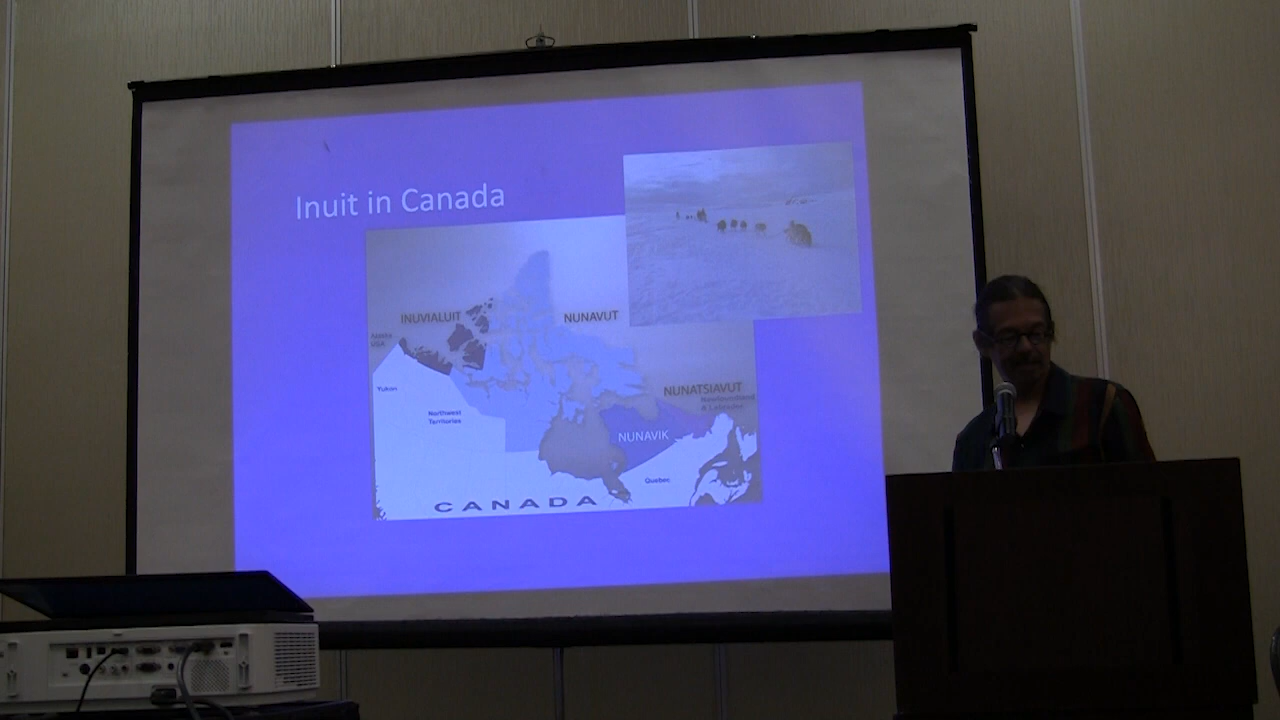 Inuit in Canada
INUVIALUIT
NUNAVUT
Alaska
USA
Yukon
NUNATSIAVUT
Newfoundland
& Labrador
Northwest
Territories
NUNAVIK
Quebec
CANADA